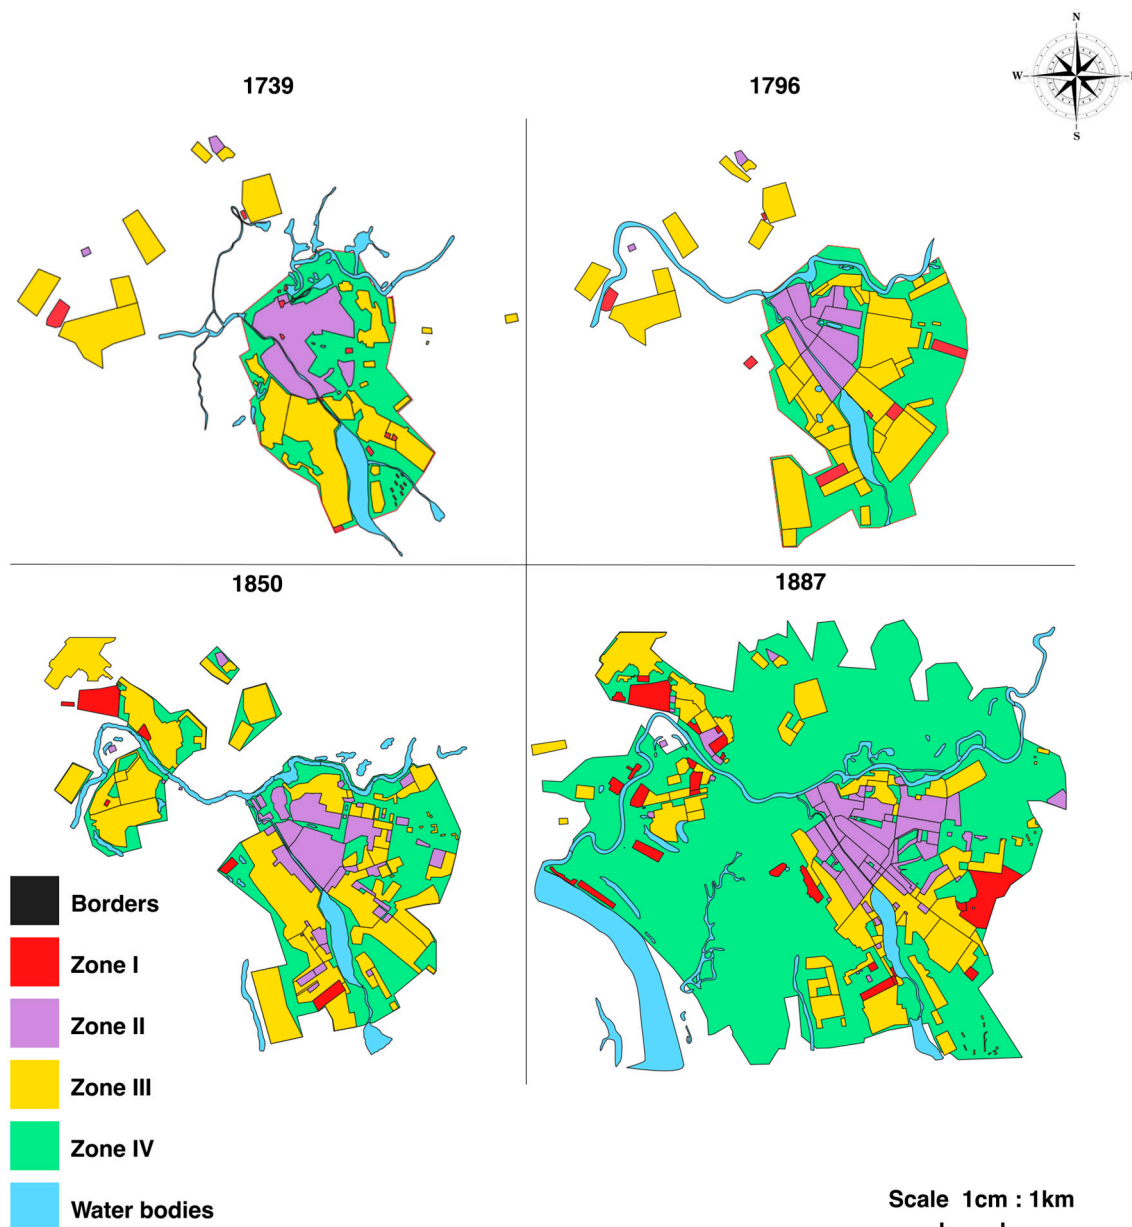 N
W
S
1739
1796
1850
1887
Borders
Zone I
Zone II
Zone III
Zone IV
Water bodies
Scale 1cm : 1km